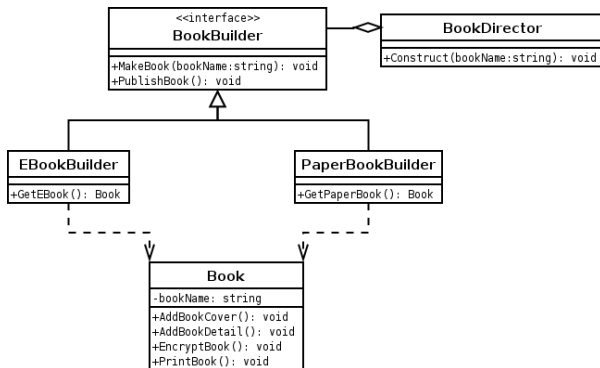 <<interface>>
BookBuilder
+MakeBook(bookName:string): void
+PublishBook(): void
BookDirector
+Construct(bookName:string): void
EBookBuilder
+GetEBook(): Book
PaperBookBuilder
+GetPaperBook(): Book
Book
-bookName: string
+AddBookCover(): void
+AddBookDetail(): void
+EncryptBook(): void
+PrintBook(): void